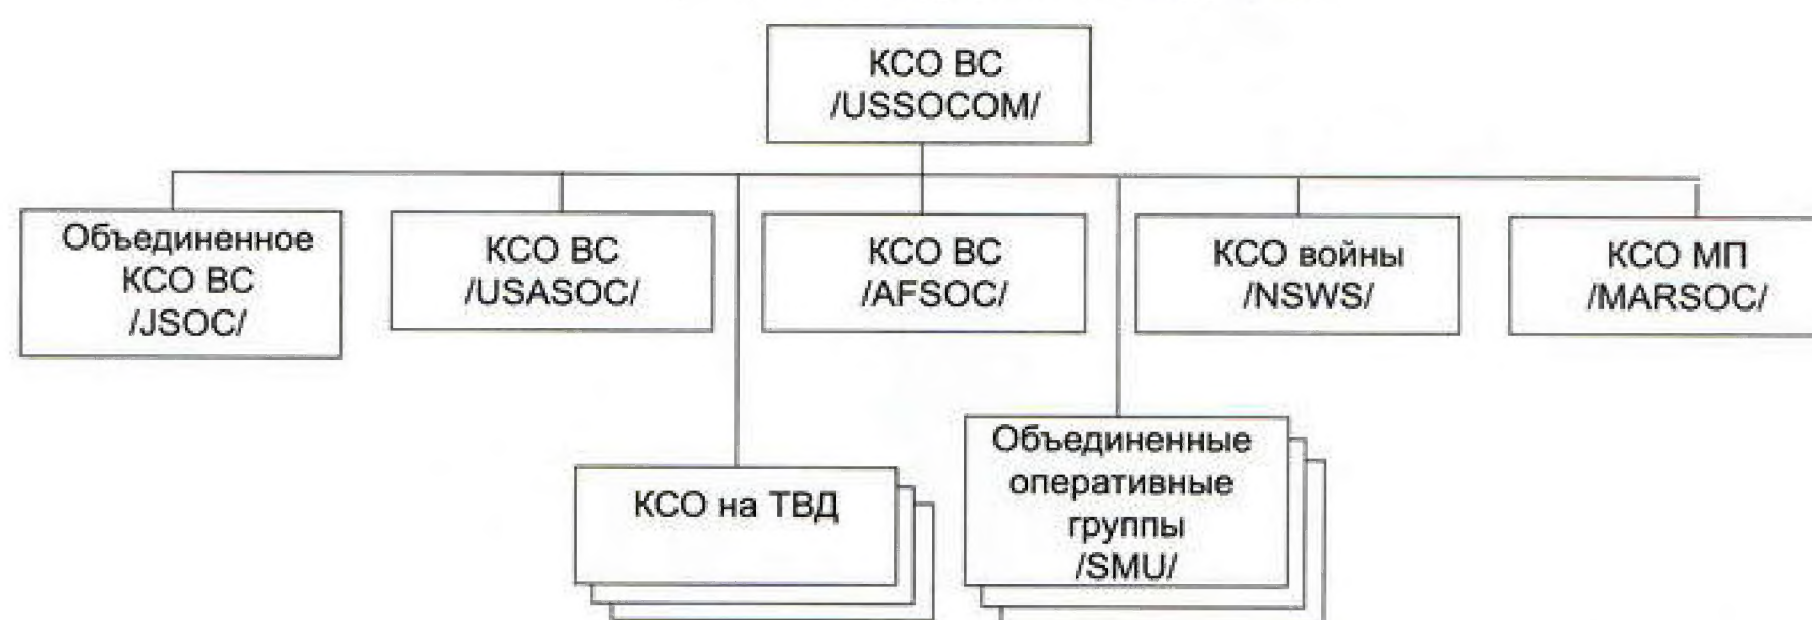 КСО ВС
/USSOCOM/
Объединенное
КСО ВС
/JSOC/
КСО ВС
/USASOC/
КСО ВС
/AFSOC/
КСО войны
/NSWS/
КСО МП
/MARSOC/
КСО на ТВД
Объединенные
оперативные
группы
/SMU/